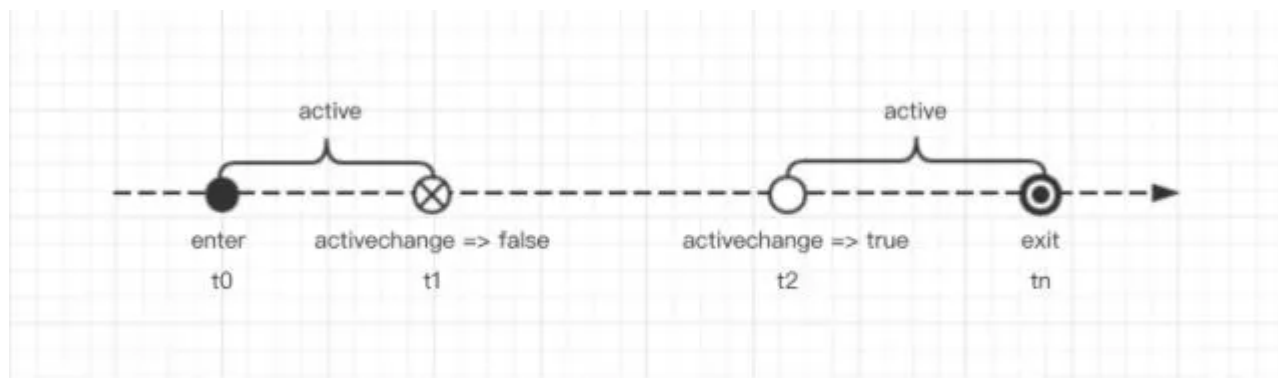 active active
enter activechange => false activechange => true exit
t0 t1 t2 tn